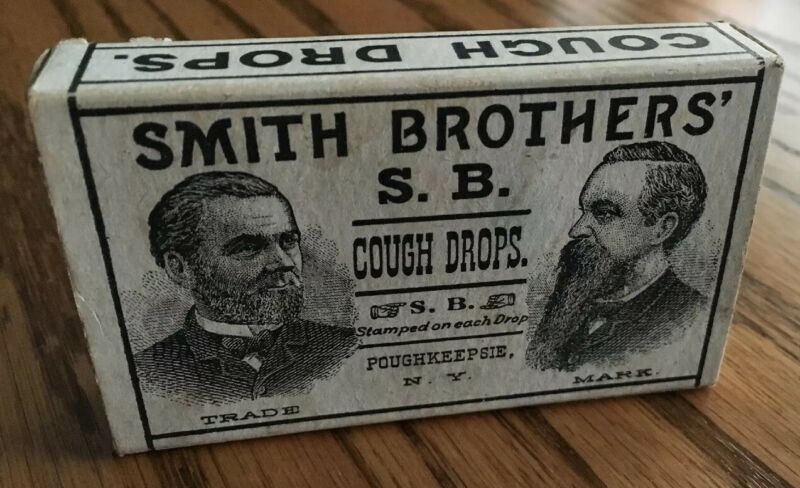 COUGH DROPS.
SMITH BROTHERS'
S. B.
COUGH DROPS.
S. B.
Stamped on each Drop
POUGHKEEPSIE,
N. Y.
TRADE
MARK.